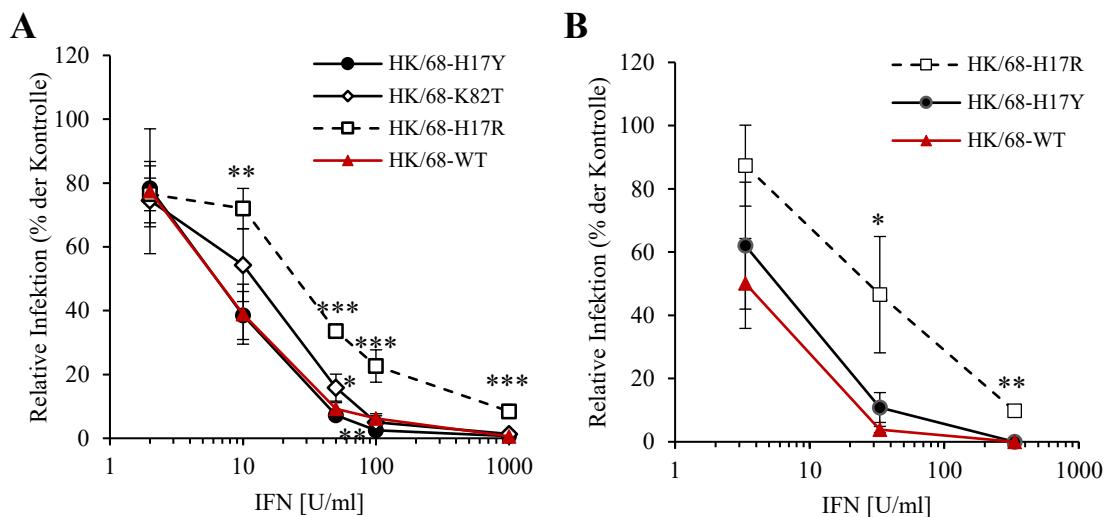 A
Relative Infektion (% der Kontrolle)
120
100
80
60
40
20
0
HK/68-H17Y
HK/68-K82T
HK/68-H17R
HK/68-WT
**
***
***
*
**
***
1 10 100 1000
IFN [U/ml]
B
Relative Infektion (% der Kontrolle)
120
100
80
60
40
20
0
HK/68-H17R
HK/68-H17Y
HK/68-WT
*
**
1 10 100 1000
IFN [U/ml]